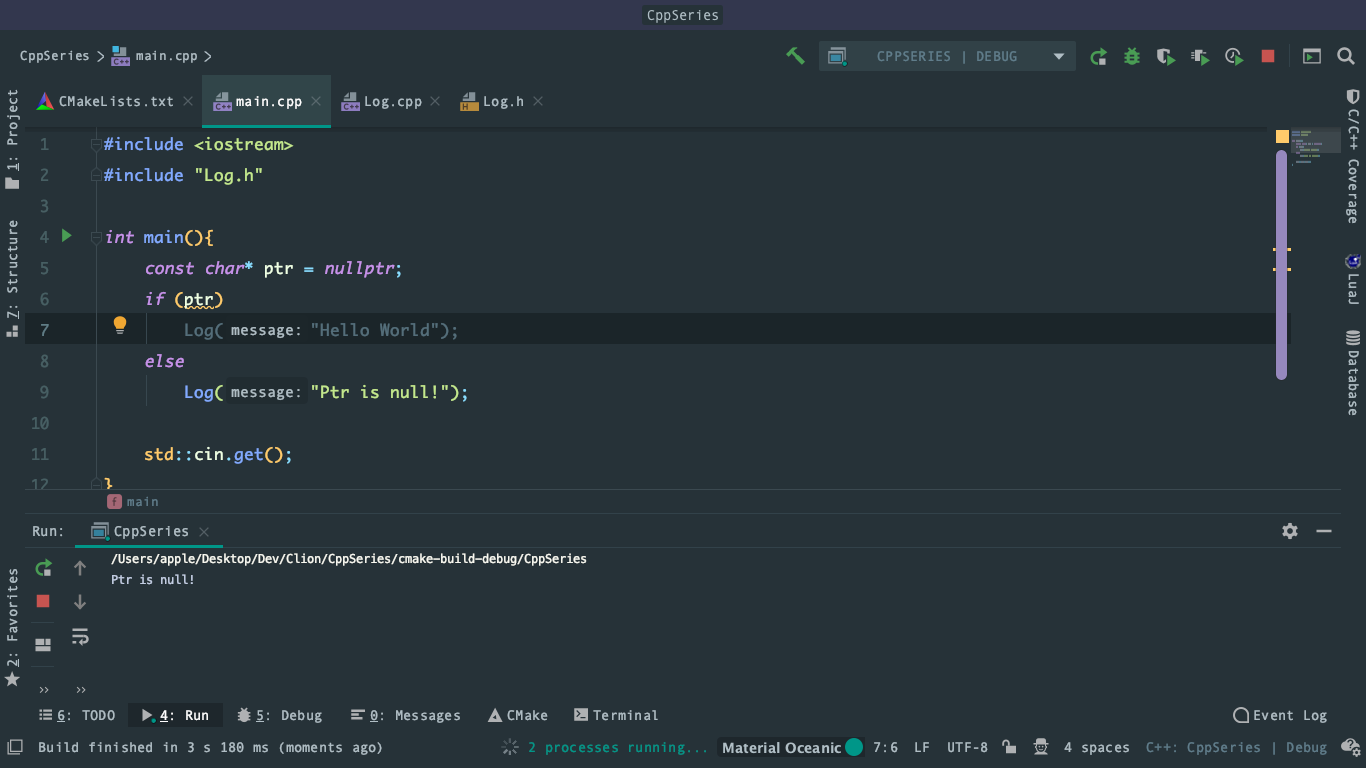 CppSeries
CppSeries main.cpp
CPPSERIES | DEBUG
CMakeLists.txt main.cpp Log.cpp Log.h
1: Project
Z: Structure
2: Favorites
C/C++ Coverage
LuaJ
Database
1 #include <iostream>
2 #include "Log.h"
3
4 int main(){
5 const char* ptr = nullptr;
6 if (ptr)
7 Log( message: "Hello World");
8 else
9 Log( message: "Ptr is null!");
10
11 std::cin.get();
12 }
f main
Run: CppSeries
/Users/apple/Desktop/Dev/Clion/CppSeries/cmake-build-debug/CppSeries
Ptr is null!
6: TODO 4: Run 5: Debug 0: Messages CMake Terminal Event Log
Build finished in 3 s 180 ms (moments ago) 2 processes running... Material Oceanic 7:6 LF UTF-8 4 spaces C++: CppSeries | Debug